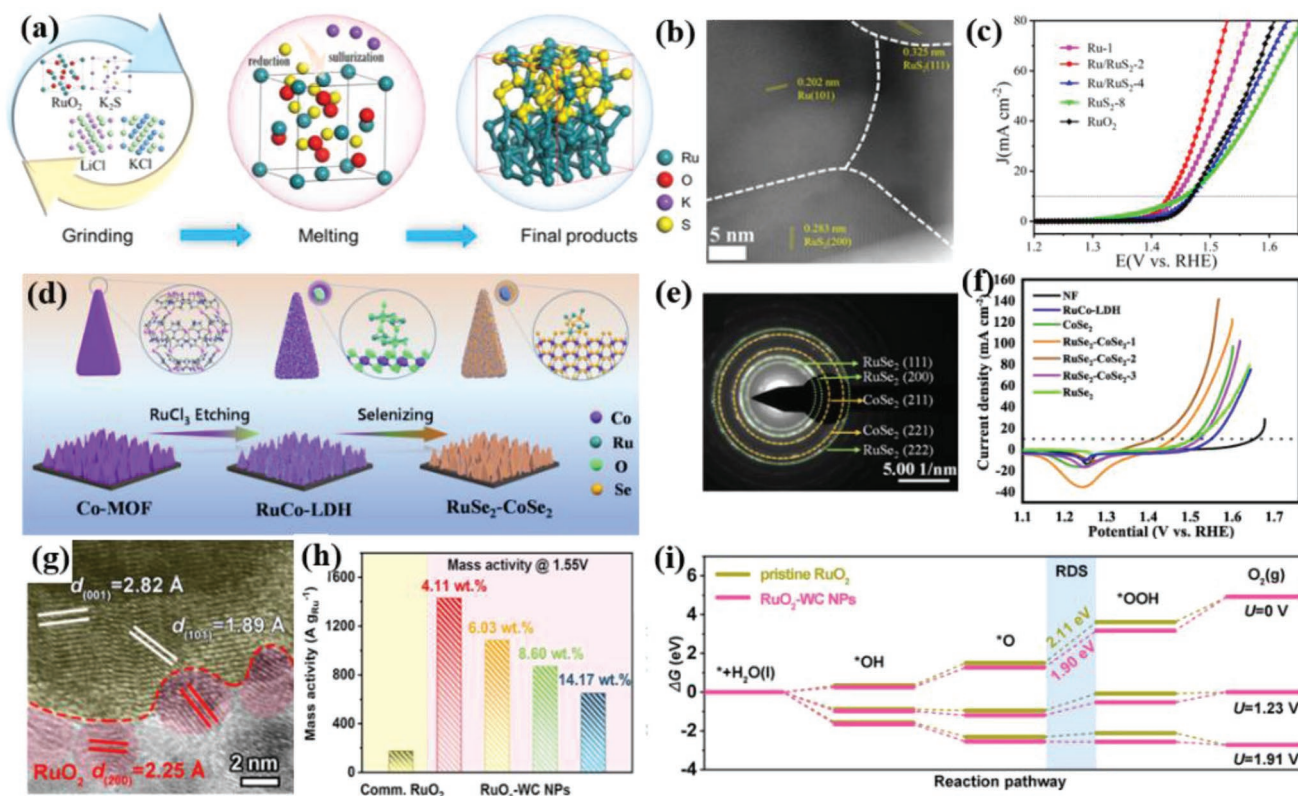 (a)
reduction
sulfurization
RuO₂
K₂S
LiCl
KCl
Ru
O
K
S
Grinding
Melting
Final products
(b)
0.325 nm
RuS₂(111)
0.202 nm
Ru(101)
0.283 nm
RuS₂(200)
5 nm
(c)
80
60
40
20
0
J(mA cm⁻²)
Ru-1
Ru/RuS₂-2
Ru/RuS₂-4
RuS₂-8
RuO₂
1.2
1.3
1.4
1.5
1.6
E(V vs. RHE)
(d)
RuCl₃ Etching
Selenizing
Co
Ru
O
Se
Co-MOF
RuCo-LDH
RuSe₂-CoSe₂
(e)
RuSe₂ (111)
RuSe₂ (200)
CoSe₂ (211)
CoSe₂ (221)
RuSe₂ (222)
5.00 1/nm
(f)
160
140
120
100
80
60
40
20
0
-20
-40
Current density (mA cm⁻²)
NF
RuCo-LDH
CoSe₂
RuSe₂-CoSe₂-1
RuSe₂-CoSe₂-2
RuSe₂-CoSe₂-3
RuSe₂
1.1
1.2
1.3
1.4
1.5
1.6
1.7
Potential (V vs. RHE)
(g)
d(001)=2.82 Å
d(101)=1.89 Å
RuO₂ d(200)=2.25 Å
2 nm
(h)
Mass activity @ 1.55V
1600
1200
800
400
0
Mass activity (A gRu⁻¹)
4.11 wt.%
6.03 wt.%
8.60 wt.%
14.17 wt.%
Comm. RuO₂
RuO₂-WC NPs
(i)
pristine RuO₂
RuO₂-WC NPs
RDS
O₂(g)
*OOH
U=0 V
*O
2.11 eV
1.90 eV
*OH
*+H₂O(l)
U=1.23 V
U=1.91 V
6
4
2
0
-2
-4
ΔG (eV)
Reaction pathway